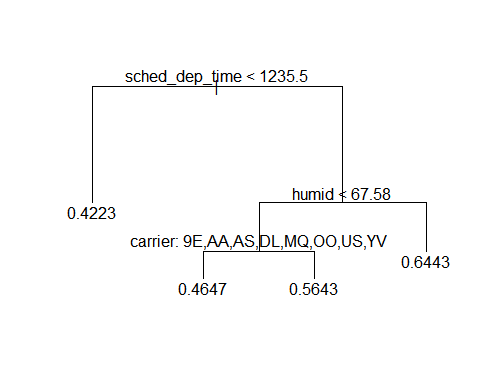 sched_dep_time < 1235.5
humid < 67.58
0.4223
carrier: 9E,AA,AS,DL,MQ,OO,US,YV
0.6443
0.4647
0.5643